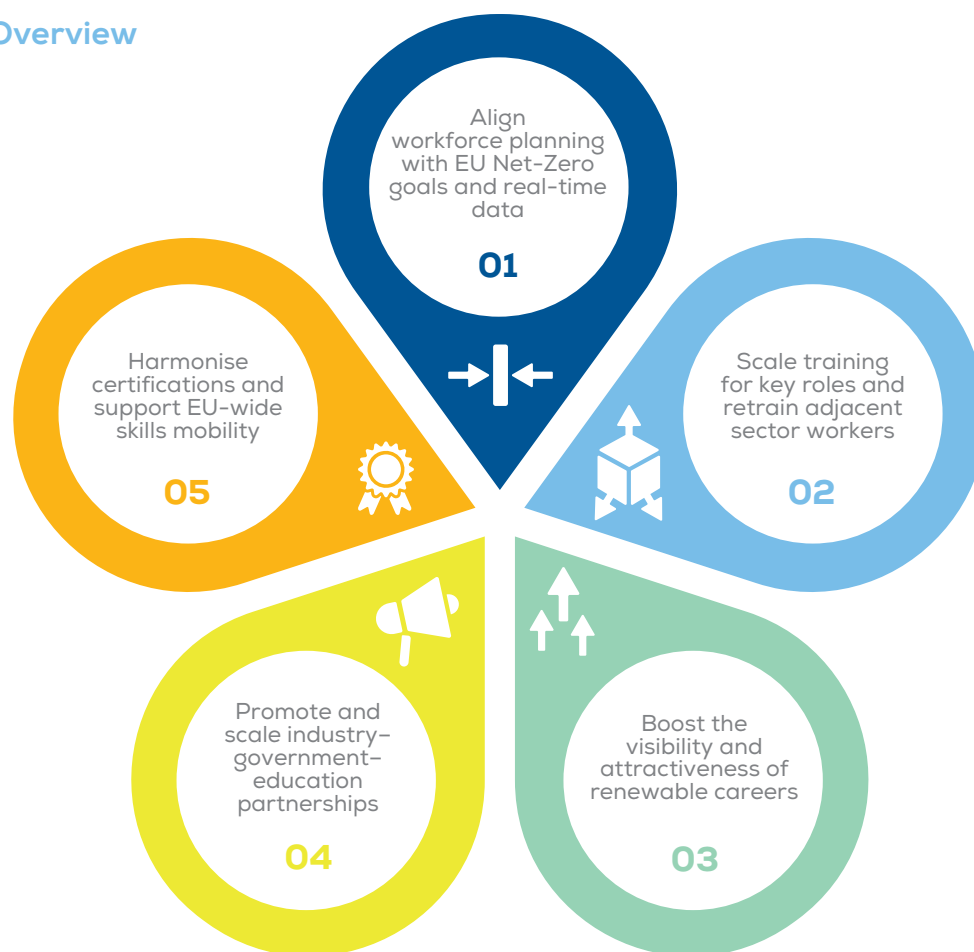 Overview
Align
workforce planning
with EU Net-Zero
goals and real-time
data
01
Scale training
for key roles and
retrain adjacent
sector workers
02
Boost the
visibility and
attractiveness of
renewable careers
03
Promote and
scale industry–
government–
education
partnerships
04
Harmonise
certifications and
support EU-wide
skills mobility
05